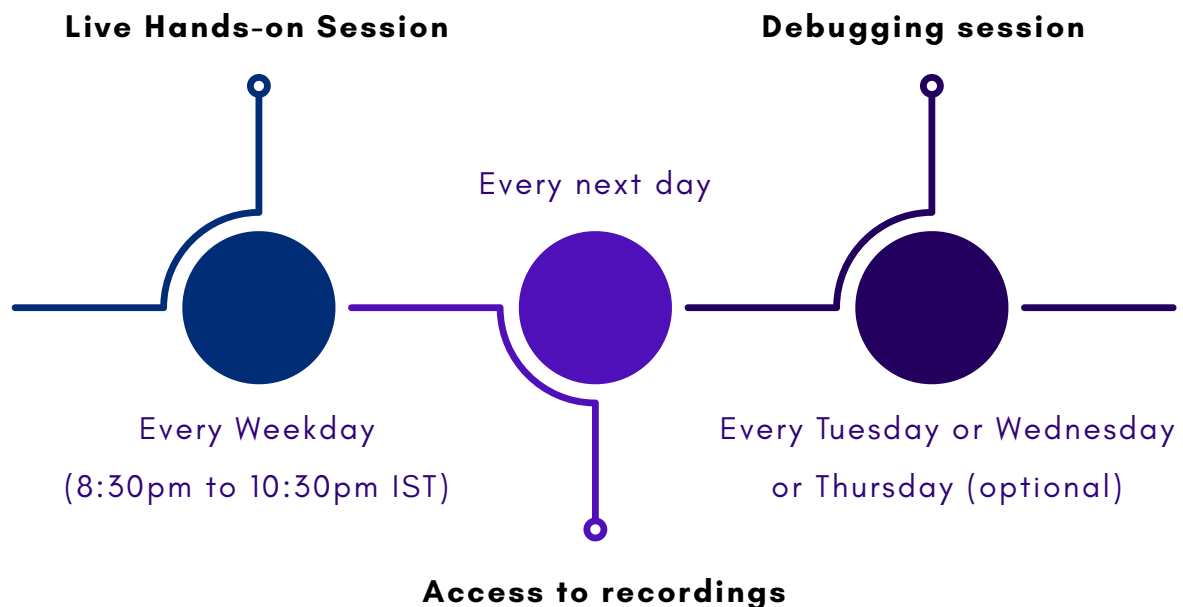 Live Hands-on Session
Debugging session
Every next day
Every Weekday
(8:30pm to 10:30pm IST)
Every Tuesday or Wednesday
or Thursday (optional)
Access to recordings